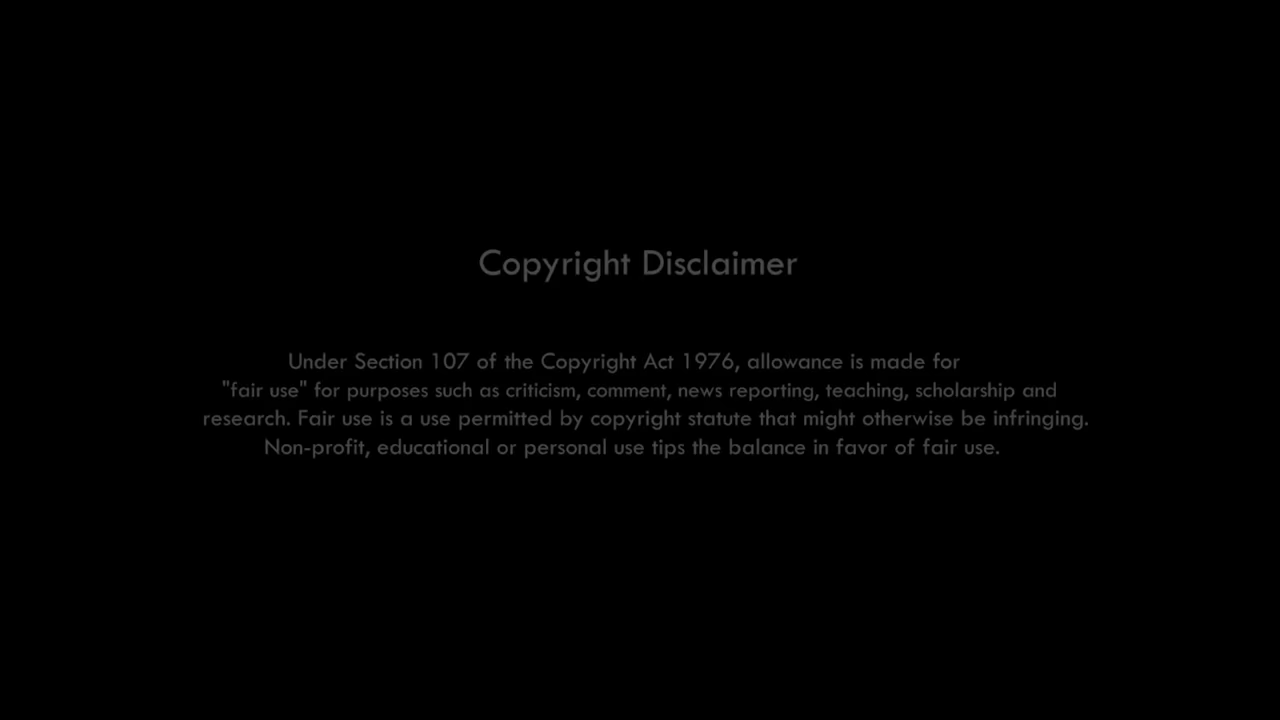 Copyright Disclaimer
Under Section 107 of the Copyright Act 1976, allowance is made for
"fair use" for purposes such as criticism, comment, news reporting, teaching, scholarship and
research. Fair use is a use permitted by copyright statute that might otherwise be infringing.
Non-profit, educational or personal use tips the balance in favor of fair use.